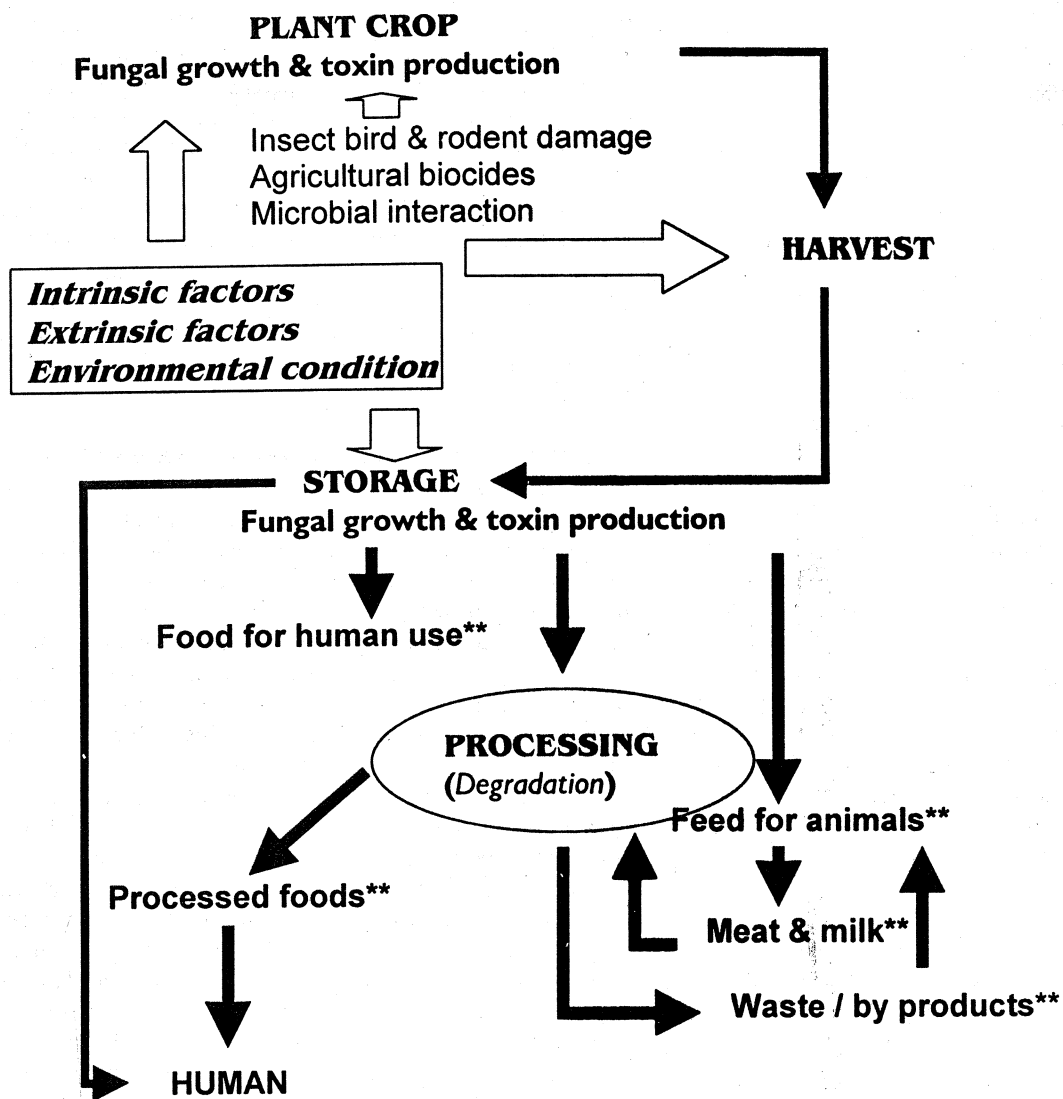 PLANT CROP
Fungal growth & toxin production
Insect bird & rodent damage
Agricultural biocides
Microbial interaction
HARVEST
Intrinsic factors
Extrinsic factors
Environmental condition
STORAGE
Fungal growth & toxin production
Food for human use**
PROCESSING
(Degradation)
Feed for animals**
Processed foods**
Meat & milk**
Waste / by products**
HUMAN